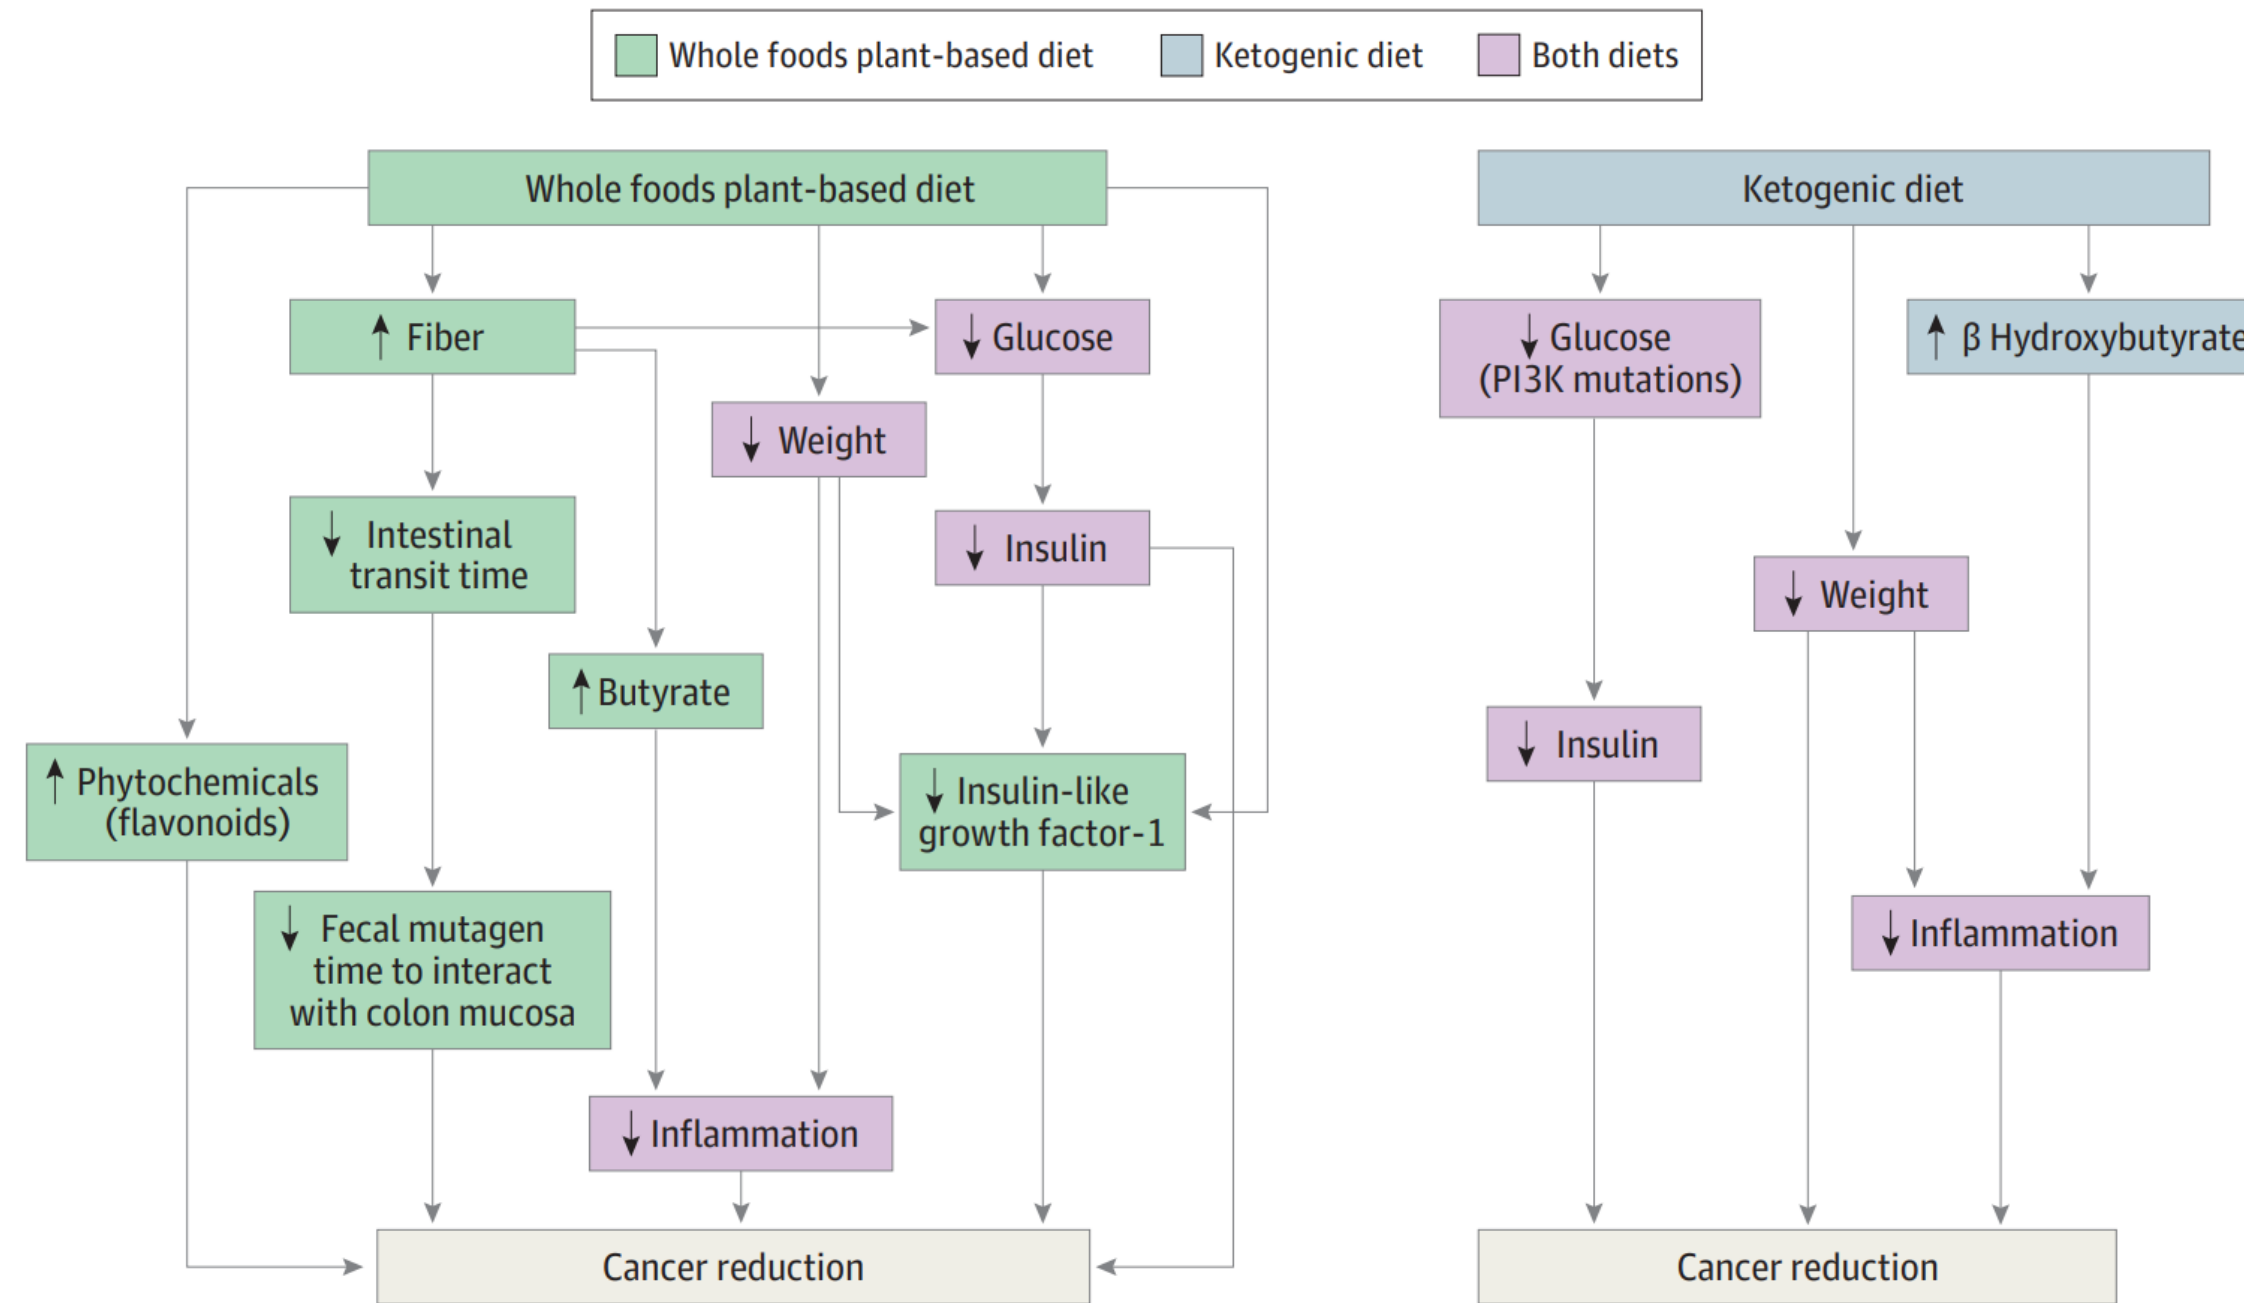 Whole foods plant-based diet
Ketogenic diet
Both diets
Whole foods plant-based diet
↑ Fiber
↓ Glucose
↓ Weight
↓ Intestinal
transit time
↓ Insulin
↑ Butyrate
↑ Phytochemicals
(flavonoids)
↓ Insulin-like
growth factor-1
↓ Fecal mutagen
time to interact
with colon mucosa
↓ Inflammation
Cancer reduction
Ketogenic diet
↓ Glucose
(PI3K mutations)
↑ β Hydroxybutyrate
↓ Weight
↓ Insulin
↓ Inflammation
Cancer reduction